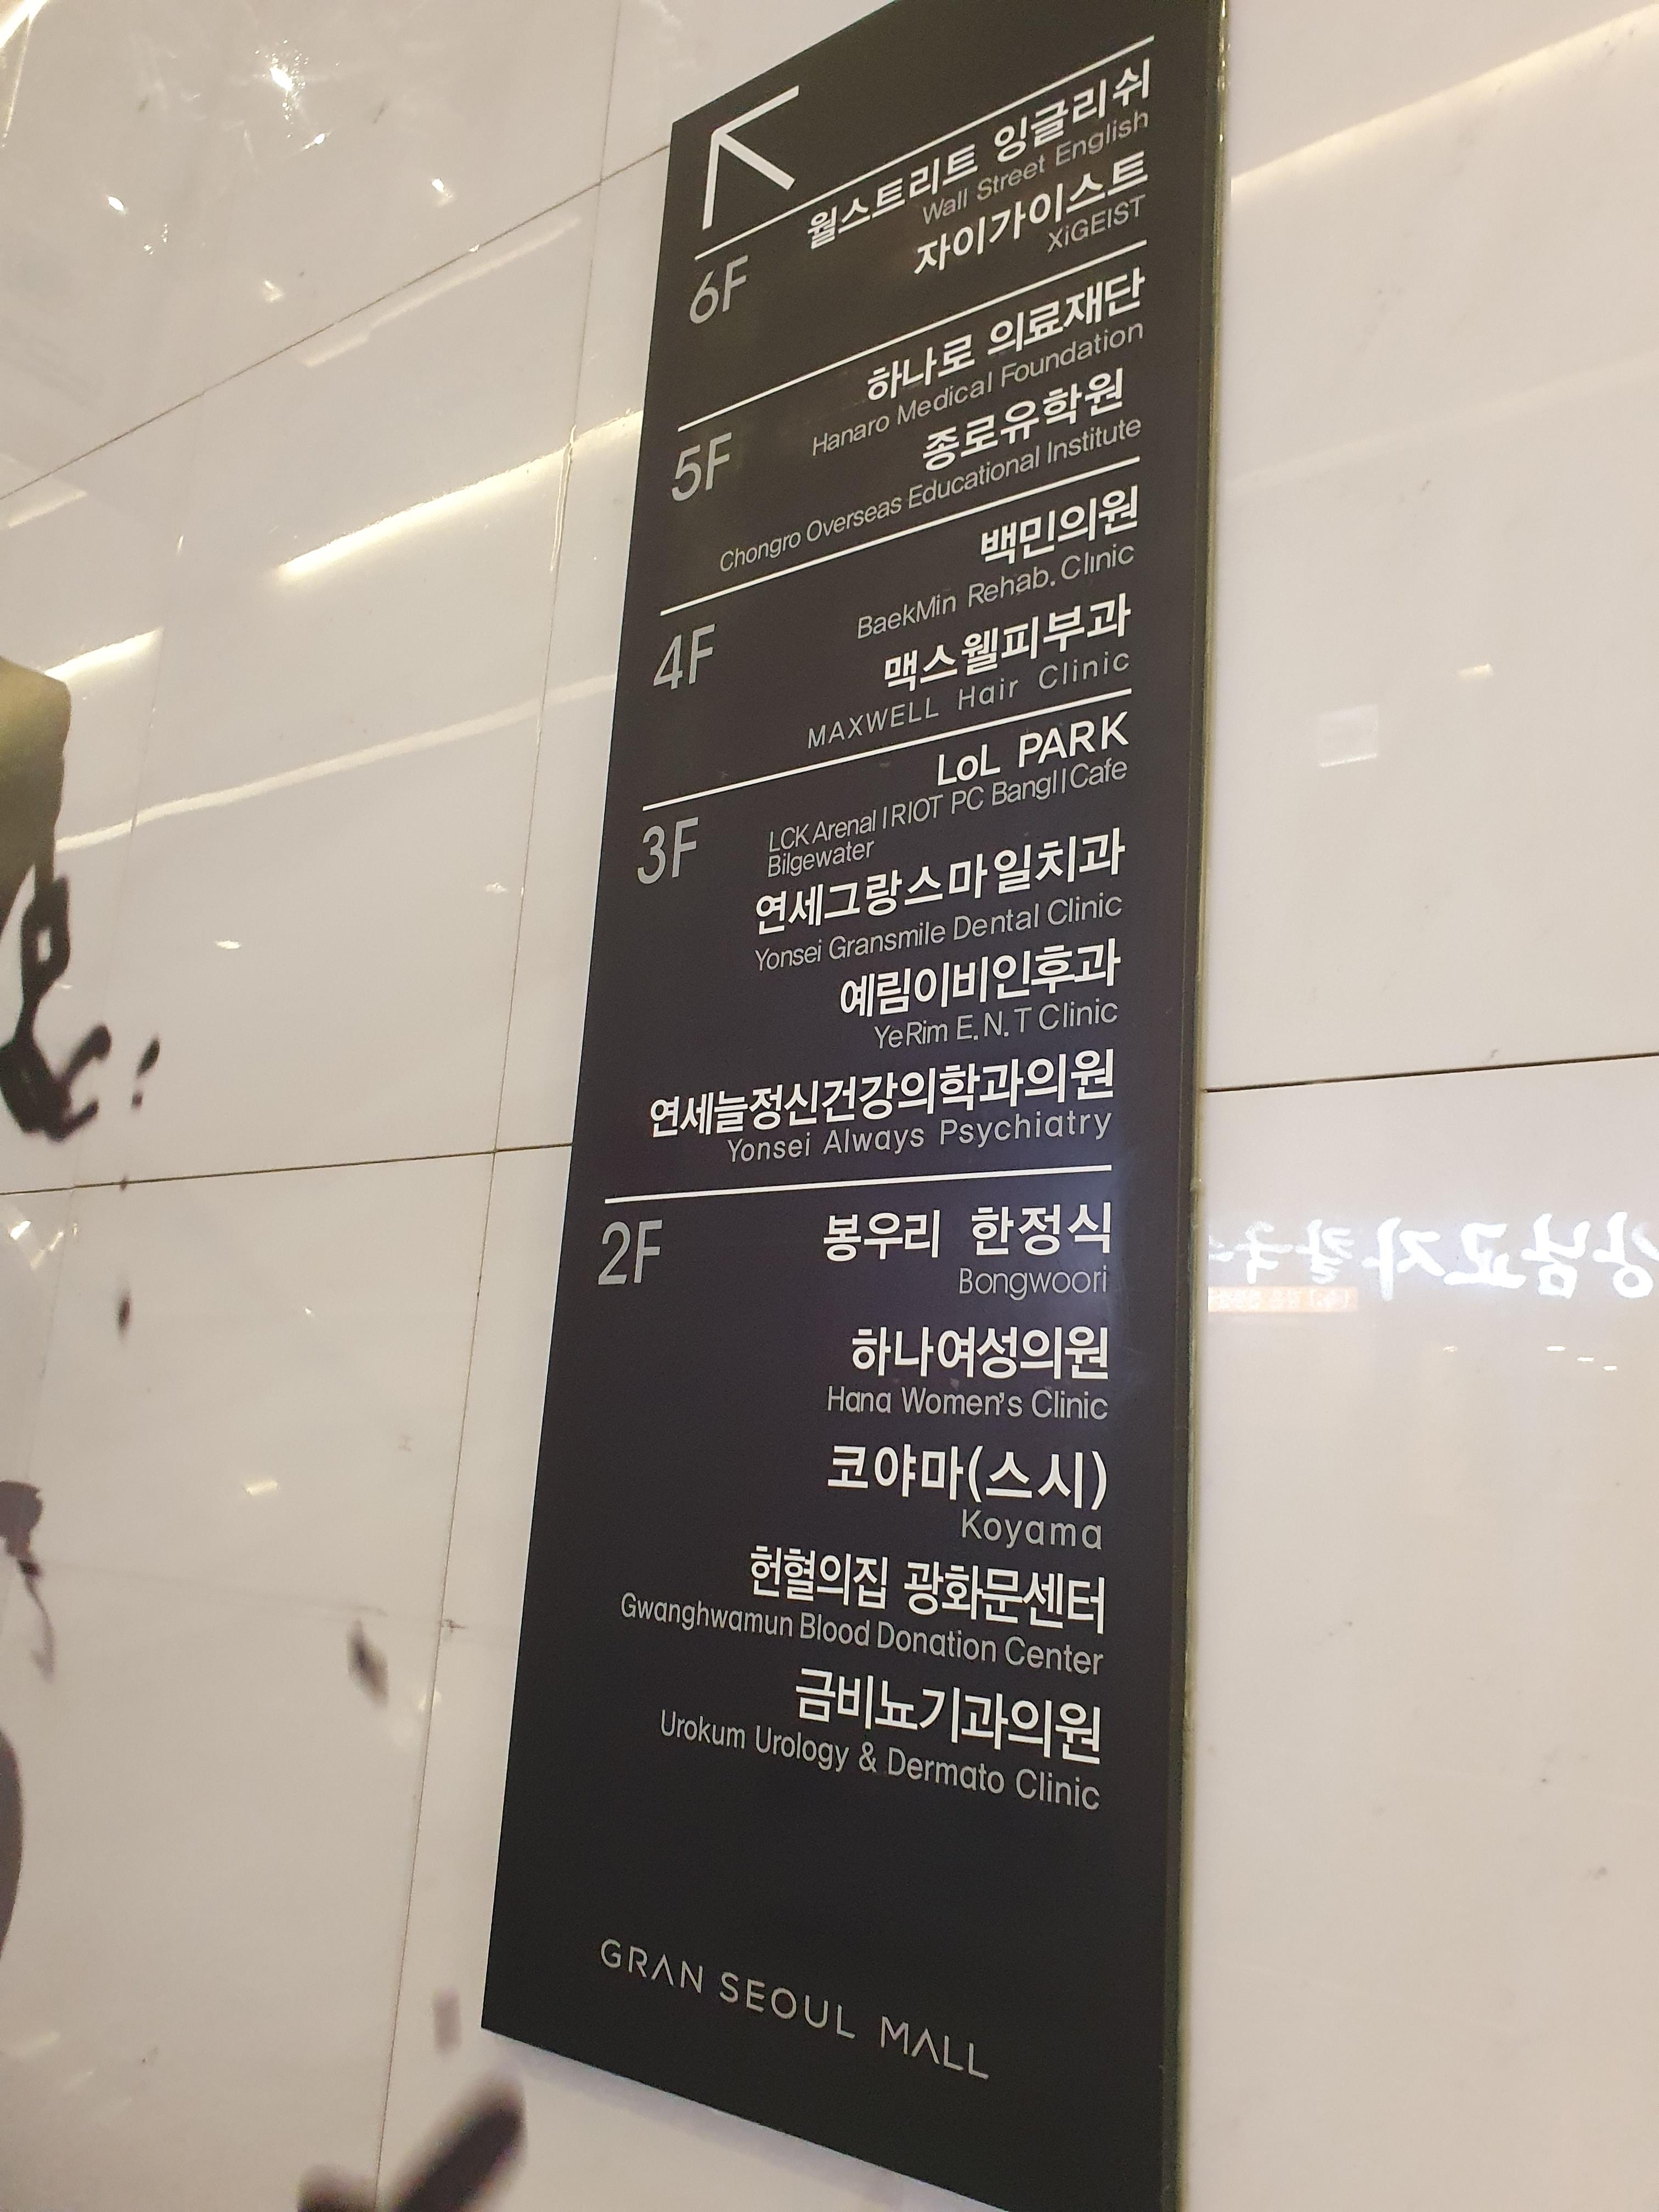 6F
월스트리트 잉글리쉬
Wall Street English
자이가이스트
XiGEIST
5F
하나로 의료재단
Hanaro Medical Foundation
종로유학원
Chongro Overseas Educational Institute
4F
백민의원
BaekMin Rehab. Clinic
맥스웰피부과
MAXWELL Hair Clinic
3F
LoL PARK
LCK Arenal | RIOT PC Bangl | Cafe
Bilgewater
연세그랑스마일치과
Yonsei Gransmile Dental Clinic
예림이비인후과
YeRim E.N.T Clinic
연세늘정신건강의학과의원
Yonsei Always Psychiatry
2F
봉우리 한정식
Bongwoori
하나여성의원
Hana Women's Clinic
코야마(스시)
Koyama
헌혈의집 광화문센터
Gwanghwamun Blood Donation Center
금비뇨기과의원
Urokum Urology & Dermato Clinic
GRAN SEOUL MALL